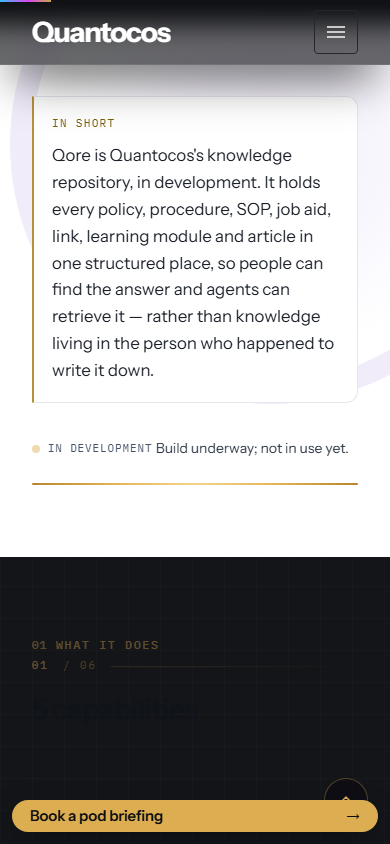 Quantocos
IN SHORT
Qore is Quantocos's knowledge
repository, in development. It holds
every policy, procedure, SOP, job aid,
link, learning module and article in
one structured place, so people can
find the answer and agents can
retrieve it — rather than knowledge
living in the person who happened to
write it down.
IN DEVELOPMENT Build underway; not in use yet.
01 WHAT IT DOES
01 / 06
5 capabilities
Book a pod briefing →